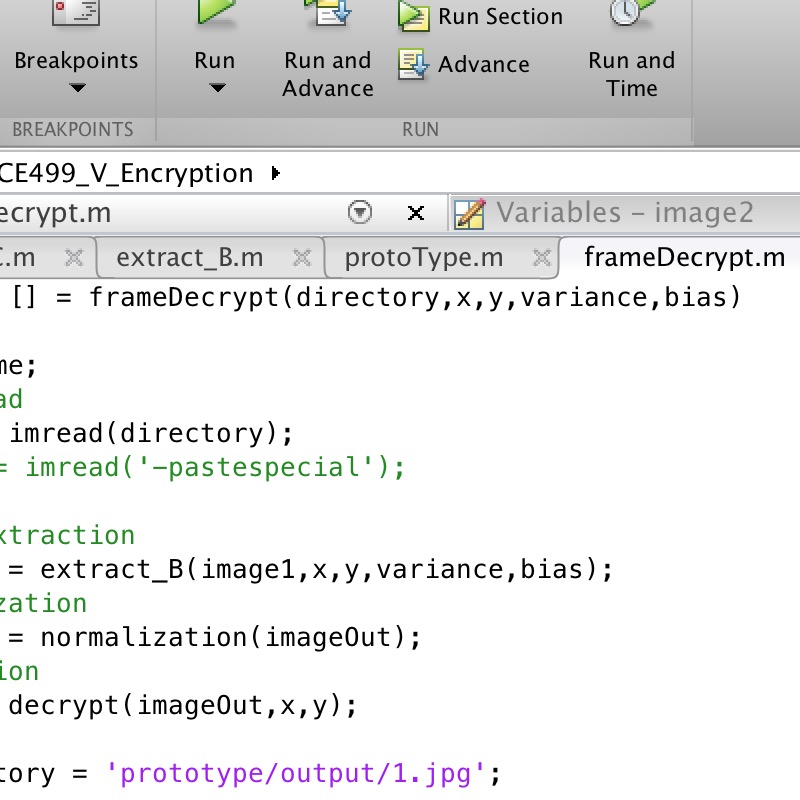 Breakpoints
Run
Run and
Advance
Run Section
Advance
Run and
Time
BREAKPOINTS
RUN
CE499_V_Encryption
ecrypt.m
Variables - image2
C.m
extract_B.m
protoType.m
frameDecrypt.m
[] = frameDecrypt(directory,x,y,variance,bias)
me;
ad
imread(directory);
= imread('-pastespecial');
xtraction
= extract_B(image1,x,y,variance,bias);
zation
= normalization(imageOut);
ion
decrypt(imageOut,x,y);
tory = 'prototype/output/1.jpg';